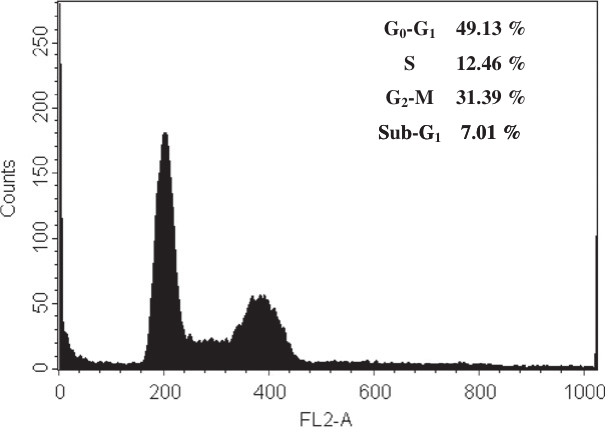 G₀-G₁ 49.13 %
S 12.46 %
G₂-M 31.39 %
Sub-G₁ 7.01 %
250
200
150
100
50
0
Counts
0 200 400 600 800 1000
FL2-A